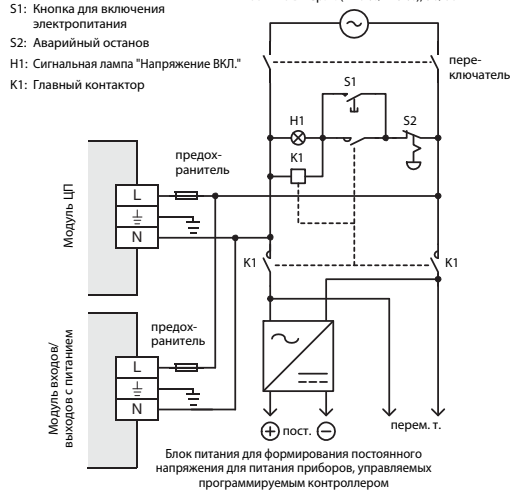 S1: Кнопка для включения
электропитания
S2: Аварийный останов
H1: Сигнальная лампа "Напряжение ВКЛ."
K1: Главный контактор
пере-
ключатель
S1
H1
S2
K1
предох-
ранитель
Модуль ЦП
L
N
K1
K1
предох-
ранитель
Модуль входов/
выходов с питанием
L
N
пост.
перем. т.
Блок питания для формирования постоянного
напряжения для питания приборов, управляемых
программируемым контроллером